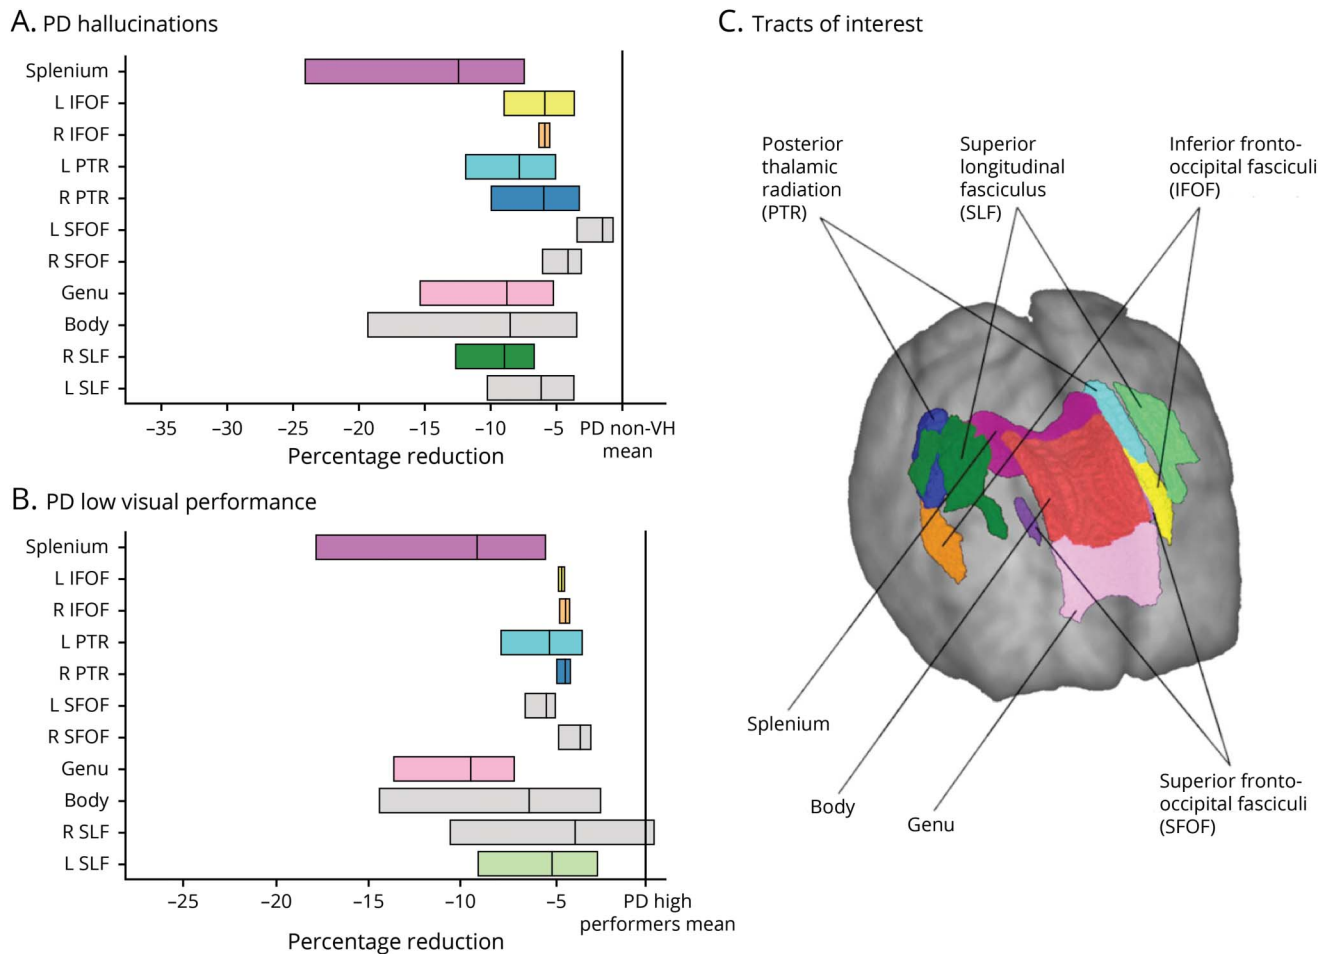 A. PD hallucinations
Splenium
L IFOF
R IFOF
L PTR
R PTR
L SFOF
R SFOF
Genu
Body
R SLF
L SLF
−35 −30 −25 −20 −15 −10 −5 PD non-VH
mean
Percentage reduction
B. PD low visual performance
Splenium
L IFOF
R IFOF
L PTR
R PTR
L SFOF
R SFOF
Genu
Body
R SLF
L SLF
−25 −20 −15 −10 −5 PD high
performers mean
Percentage reduction
C. Tracts of interest
Posterior
thalamic
radiation
(PTR)
Superior
longitudinal
fasciculus
(SLF)
Inferior fronto-
occipital fasciculi
(IFOF)
Splenium
Body
Genu
Superior fronto-
occipital fasciculi
(SFOF)